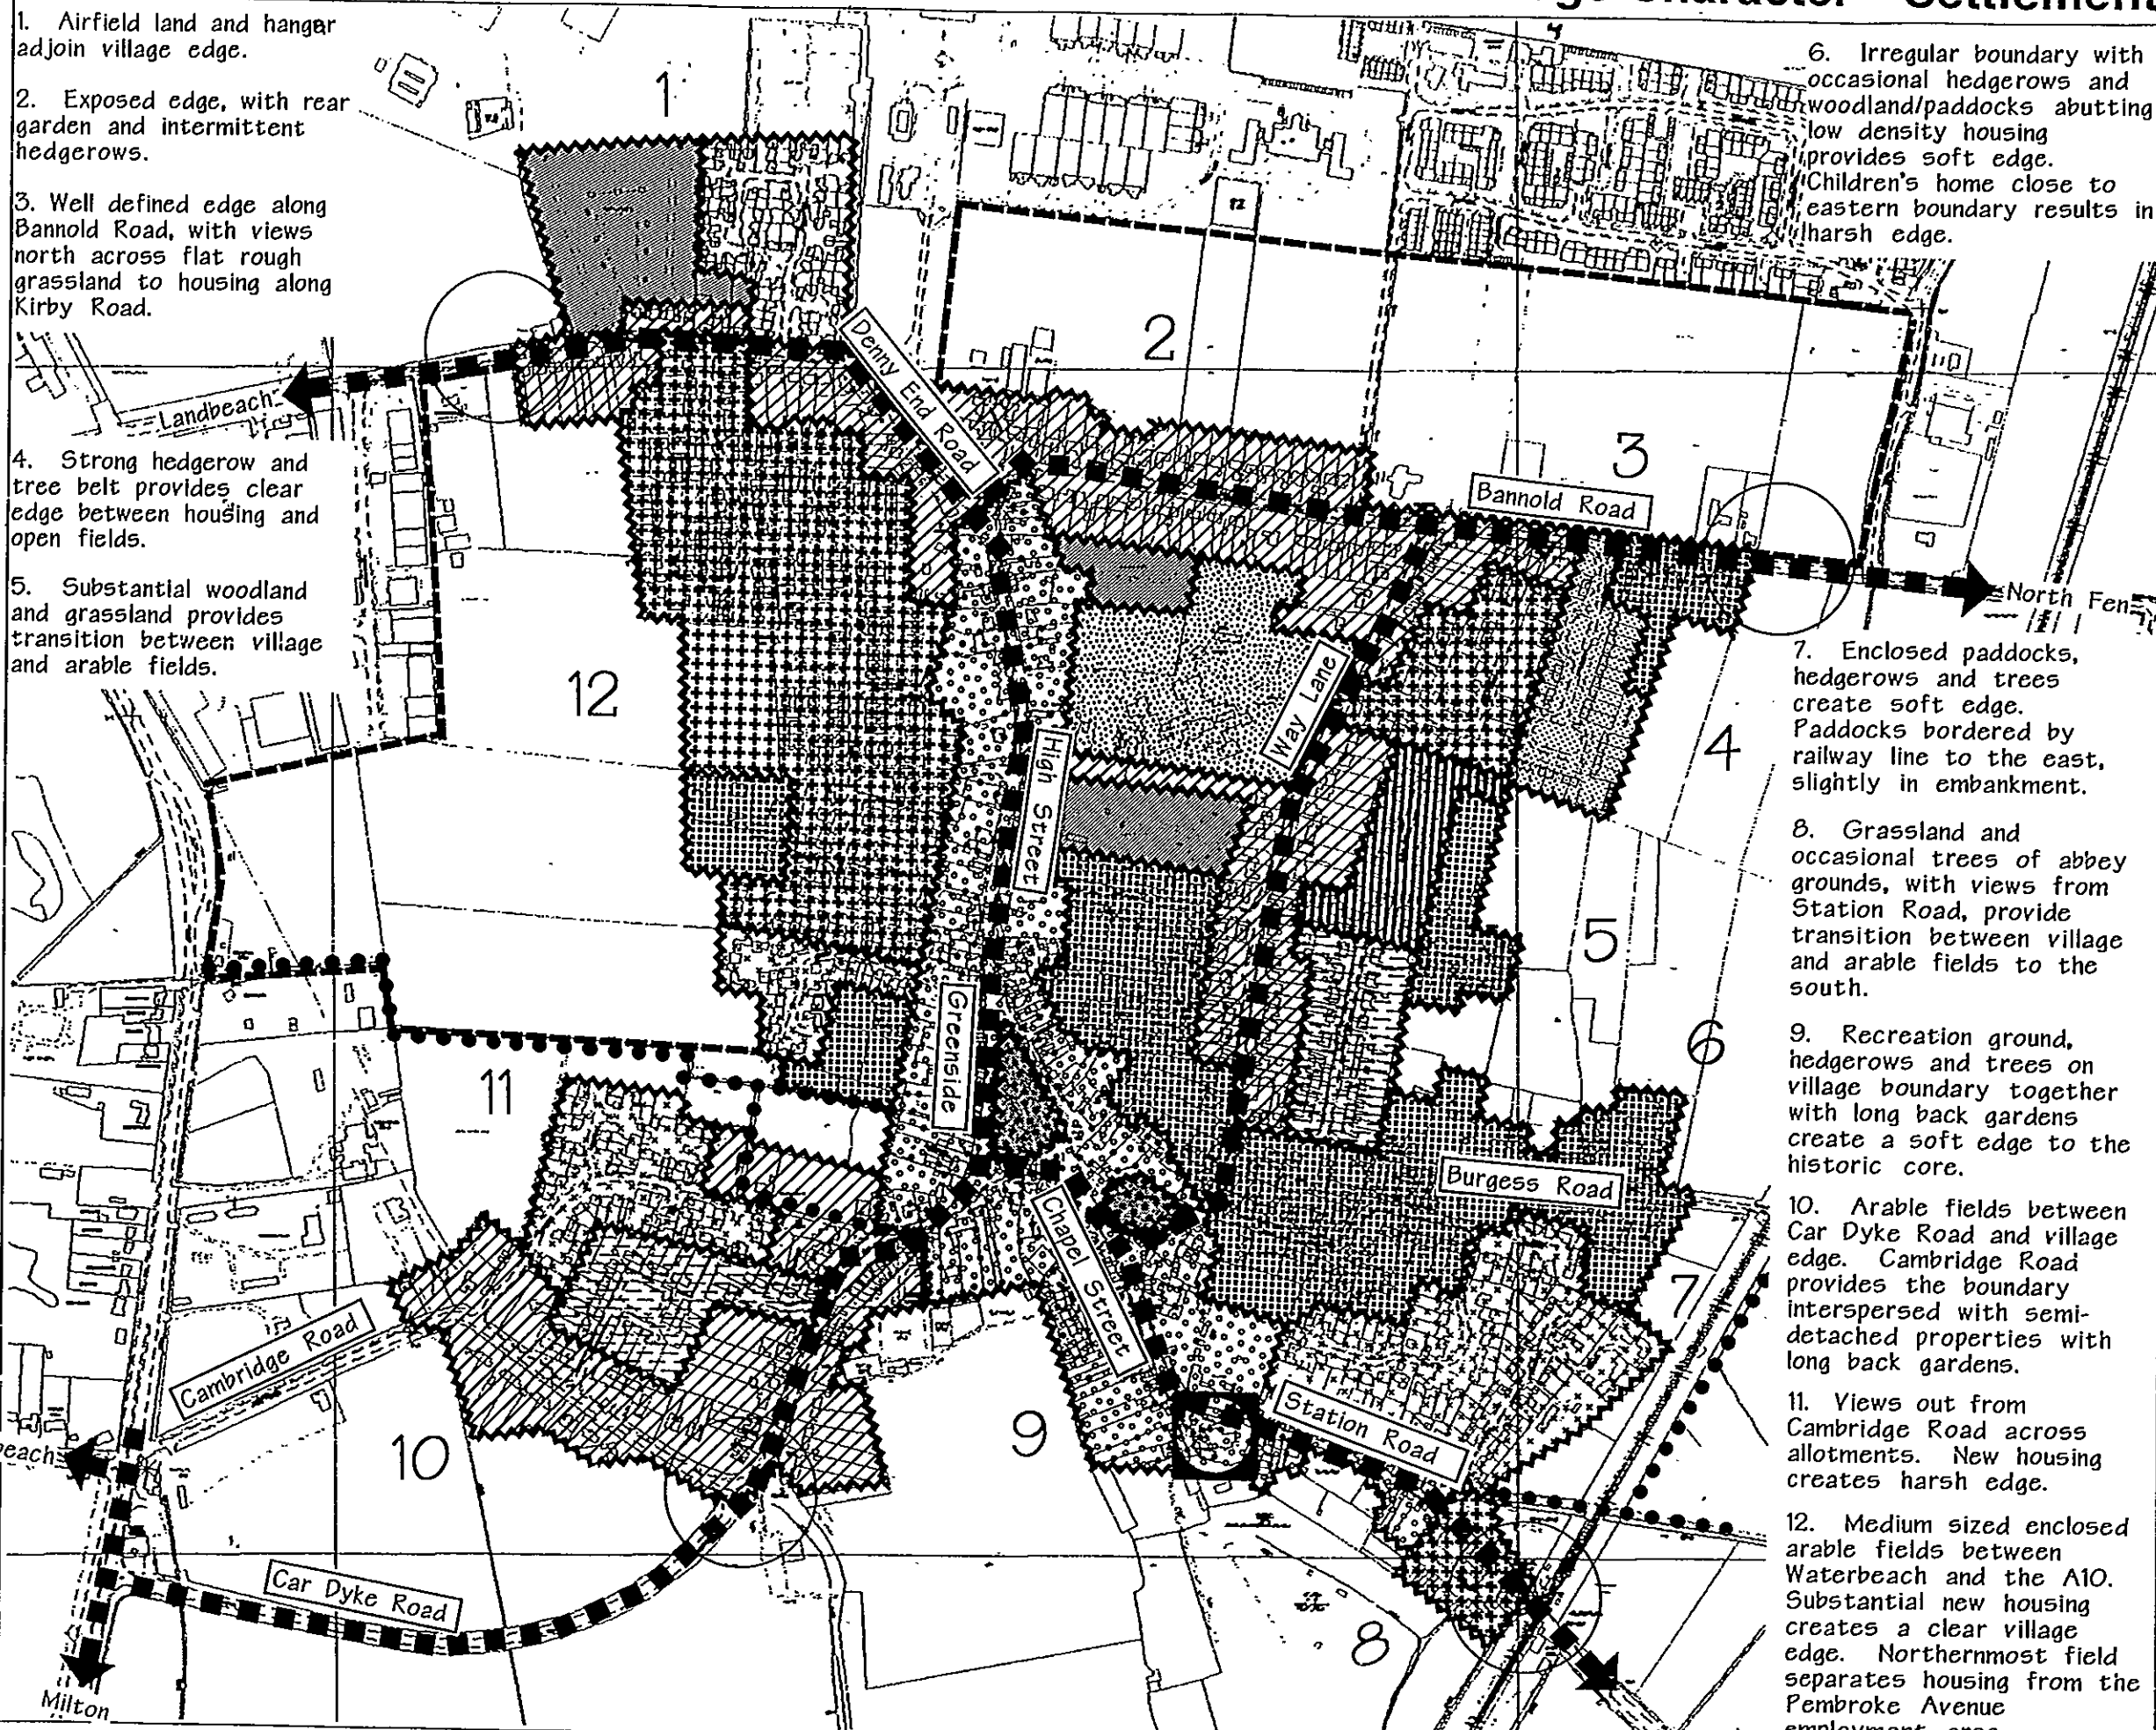 Character
1. Airfield land and hangar
adjoin village edge.
2. Exposed edge, with rear
garden and intermittent
hedgerows.
3. Well defined edge along
Bannold Road, with views
north across flat rough
grassland to housing along
Kirby Road.
Landbeach
4. Strong hedgerow and
tree belt provides clear
edge between housing and
open fields.
5. Substantial woodland
and grassland provides
transition between village
and arable fields.
6. Irregular boundary with
occasional hedgerows and
woodland/paddocks abutting
low density housing
provides soft edge.
Children's home close to
eastern boundary results in
harsh edge.
North Fen
7. Enclosed paddocks,
hedgerows and trees
create soft edge.
Paddocks bordered by
railway line to the east,
slightly in embankment.
8. Grassland and
occasional trees of abbey
grounds, with views from
Station Road, provide
transition between village
and arable fields to the
south.
9. Recreation ground,
hedgerows and trees on
village boundary together
with long back gardens
create a soft edge to the
historic core.
10. Arable fields between
Car Dyke Road and village
edge. Cambridge Road
provides the boundary
interspersed with semi-
detached properties with
long back gardens.
11. Views out from
Cambridge Road across
allotments. New housing
creates harsh edge.
12. Medium sized enclosed
arable fields between
Waterbeach and the A10.
Substantial new housing
creates a clear village
edge. Northernmost field
separates housing from the
Pembroke Avenue
1
2
3
4
5
6
7
8
9
10
11
12
Denny End Road
Bannold Road
Way Lane
High Street
Greenside
Burgess Road
Chapel Street
Station Road
Cambridge Road
Car Dyke Road
beach
Milton